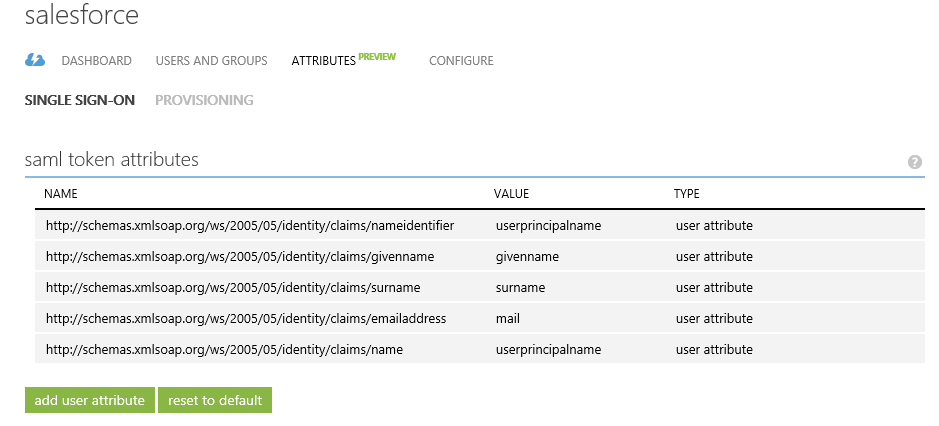 salesforce
DASHBOARD USERS AND GROUPS ATTRIBUTES PREVIEW CONFIGURE
SINGLE SIGN-ON PROVISIONING
saml token attributes ?
NAME VALUE TYPE
http://schemas.xmlsoap.org/ws/2005/05/identity/claims/nameidentifier userprincipalname user attribute
http://schemas.xmlsoap.org/ws/2005/05/identity/claims/givenname givenname user attribute
http://schemas.xmlsoap.org/ws/2005/05/identity/claims/surname surname user attribute
http://schemas.xmlsoap.org/ws/2005/05/identity/claims/emailaddress mail user attribute
http://schemas.xmlsoap.org/ws/2005/05/identity/claims/name userprincipalname user attribute
add user attribute reset to default